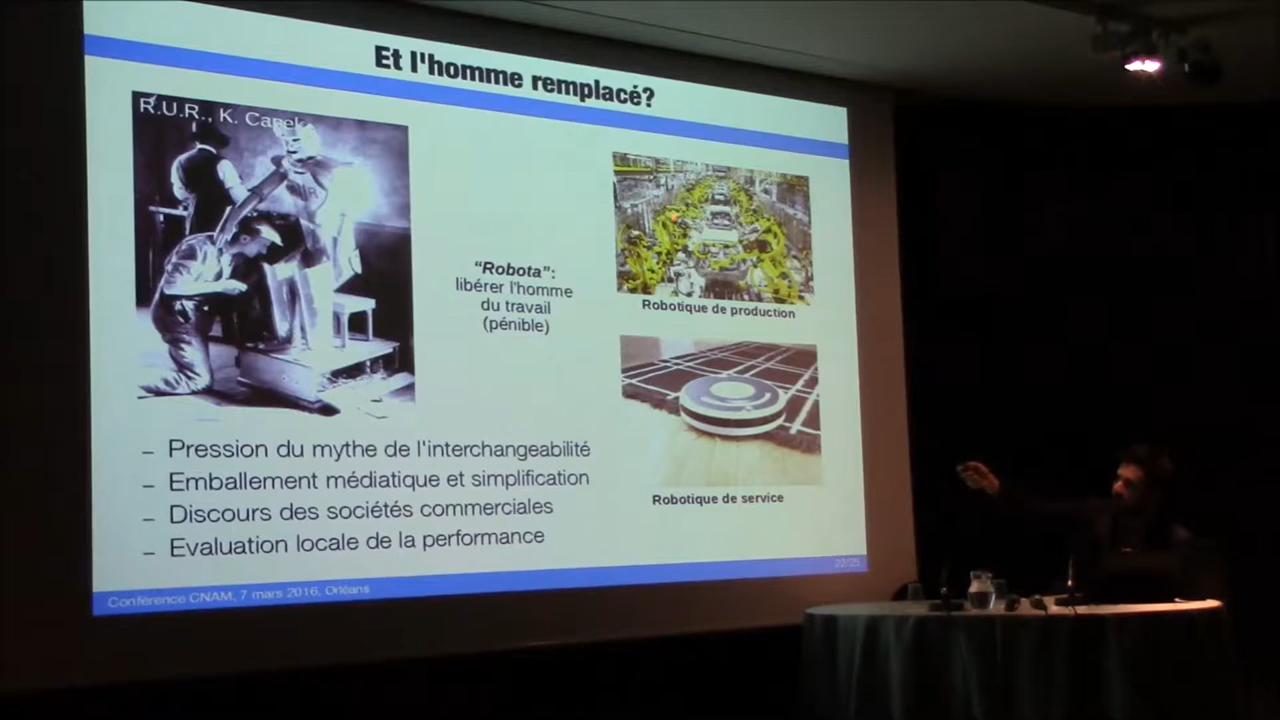 Et l'homme remplacé?
R.U.R., K. Capek
“Robota”:
libérer l'homme
du travail
(pénible)
Robotique de production
Robotique de service
– Pression du mythe de l'interchangeabilité
– Emballement médiatique et simplification
– Discours des sociétés commerciales
– Evaluation locale de la performance
Conférence CNAM, 7 mars 2016, Orléans
22/25